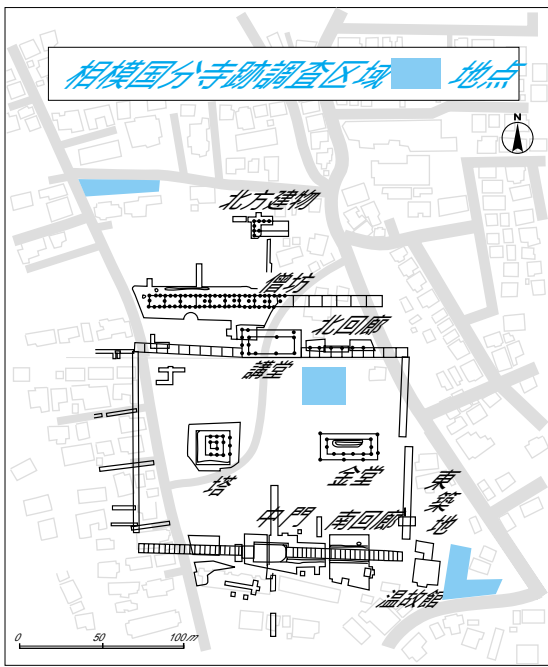 相模国分寺跡調査区域 地点
N
北方建物
僧坊
北回廊
講堂
塔
金堂
東築地
中門 南回廊
温故館
0 50 100m